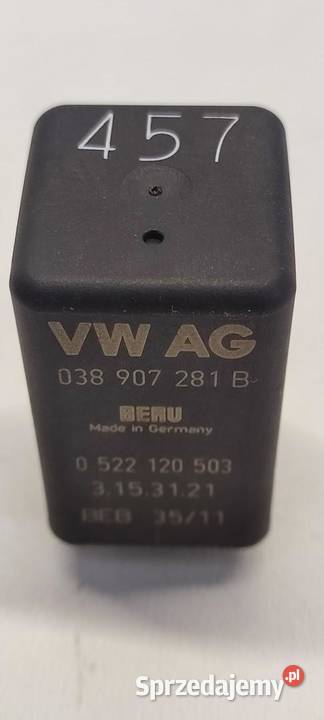 457
VW AG
038 907 281 B
BERU
Made in Germany
0 522 120 503
3.15.31.21
BEB 35/11
Sprzedajemy.pl